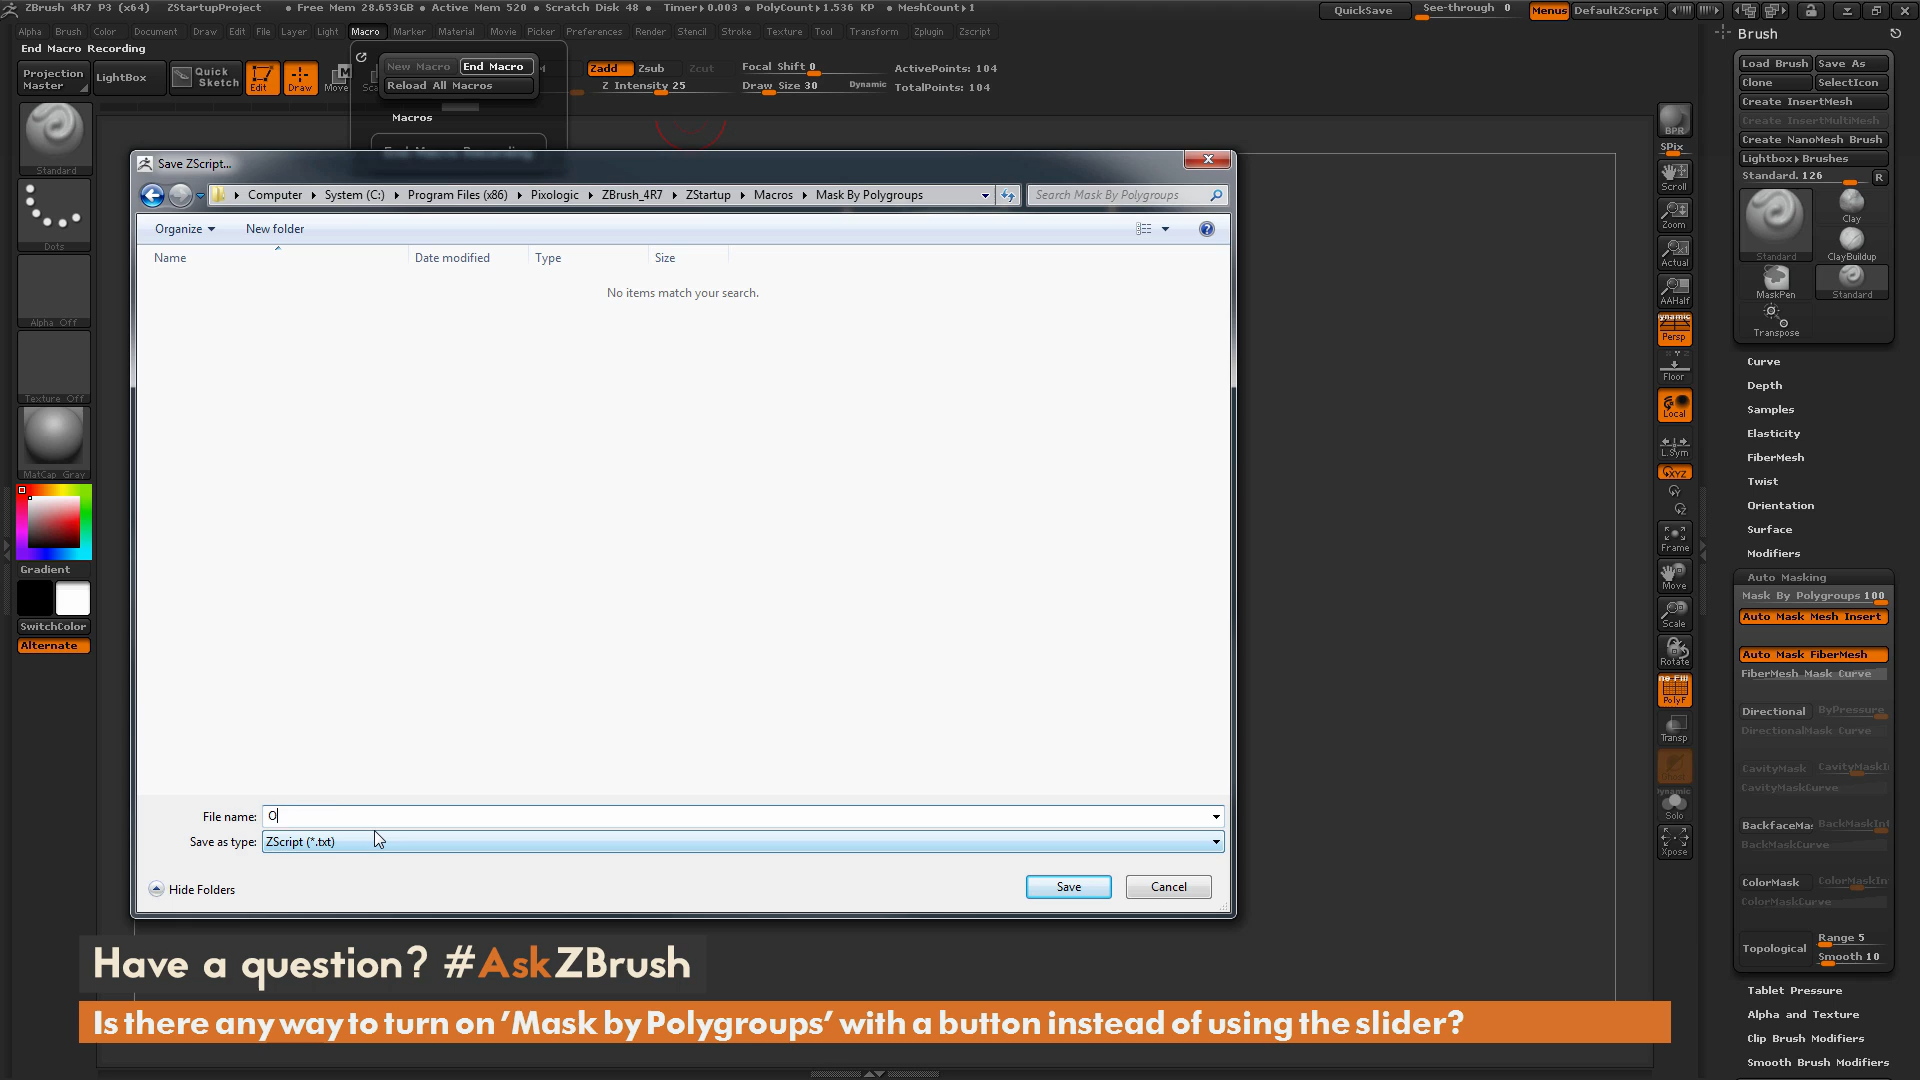 ZBrush 4R7 P3 (x64) ZStartupProject • Free Mem 28.653GB • Active Mem 520 • Scratch Disk 48 • Timer▸0.003 • PolyCount▸1.536 KP • MeshCount▸1
QuickSave See-through 0 Menus DefaultZScript
Alpha Brush Color Document Draw Edit File Layer Light Macro Marker Material Movie Picker Preferences Render Stencil Stroke Texture Tool Transform Zplugin Zscript
End Macro Recording
Projection Master
LightBox
Quick Sketch
Edit
Draw
Move
New Macro End Macro
Reload All Macros
Macros
End Macro Recording
Zadd Zsub Zcut
Z Intensity 25
Focal Shift 0
Draw Size 30 Dynamic
ActivePoints: 104
TotalPoints: 104
Standard
Dots
Alpha Off
Texture Off
MatCap Gray
Gradient
SwitchColor
Alternate
Save ZScript...
Computer System (C:) Program Files (x86) Pixologic ZBrush_4R7 ZStartup Macros Mask By Polygroups
Search Mask By Polygroups
Organize New folder
Name Date modified Type Size
No items match your search.
File name: O
Save as type: ZScript (*.txt)
Hide Folders
Save Cancel
BPR
SPix
Scroll
Zoom
Actual
AAHalf
Persp
Floor
Local
L.Sym
XYZ
Frame
Move
Scale
Rotate
PolyF
Transp
Ghost
Dynamic
Solo
Xpose
Brush
Load Brush Save As
Clone SelectIcon
Create InsertMesh
Create InsertMultiMesh
Create NanoMesh Brush
Lightbox▸Brushes
Standard. 126 R
Standard
Clay
ClayBuildup
MaskPen
Standard
Transpose
Curve
Depth
Samples
Elasticity
FiberMesh
Twist
Orientation
Surface
Modifiers
Auto Masking
Mask By Polygroups 100
Auto Mask Mesh Insert
Auto Mask FiberMesh
FiberMesh Mask Curve
Directional ByPressure
DirectionalMask Curve
CavityMask CavityMaskI
CavityMaskCurve
BackfaceMa BackMaskInt
BackMaskCurve
ColorMask ColorMaskIn
ColorMaskCurve
Topological Range 5
Smooth 10
Tablet Pressure
Alpha and Texture
Clip Brush Modifiers
Smooth Brush Modifiers
Have a question? #AskZBrush
Is there any way to turn on 'Mask by Polygroups' with a button instead of using the slider?